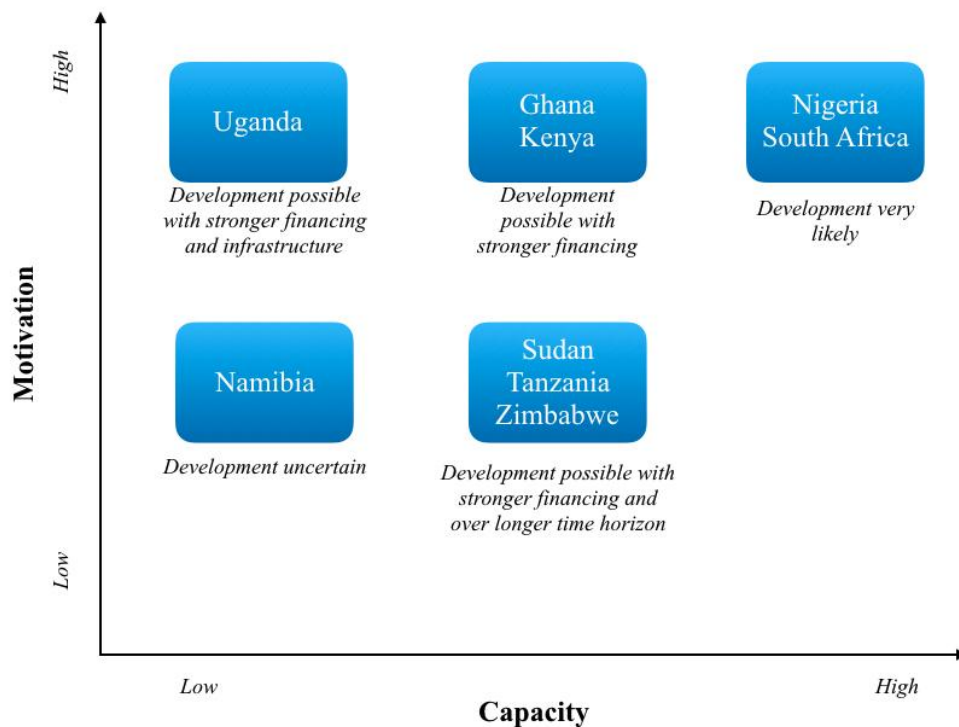 High
Uganda
Development possible
with stronger financing
and infrastructure
Ghana
Kenya
Development
possible with
stronger financing
Nigeria
South Africa
Development very
likely
Motivation
Namibia
Development uncertain
Sudan
Tanzania
Zimbabwe
Development possible with
stronger financing and
over longer time horizon
Low
Low
High
Capacity